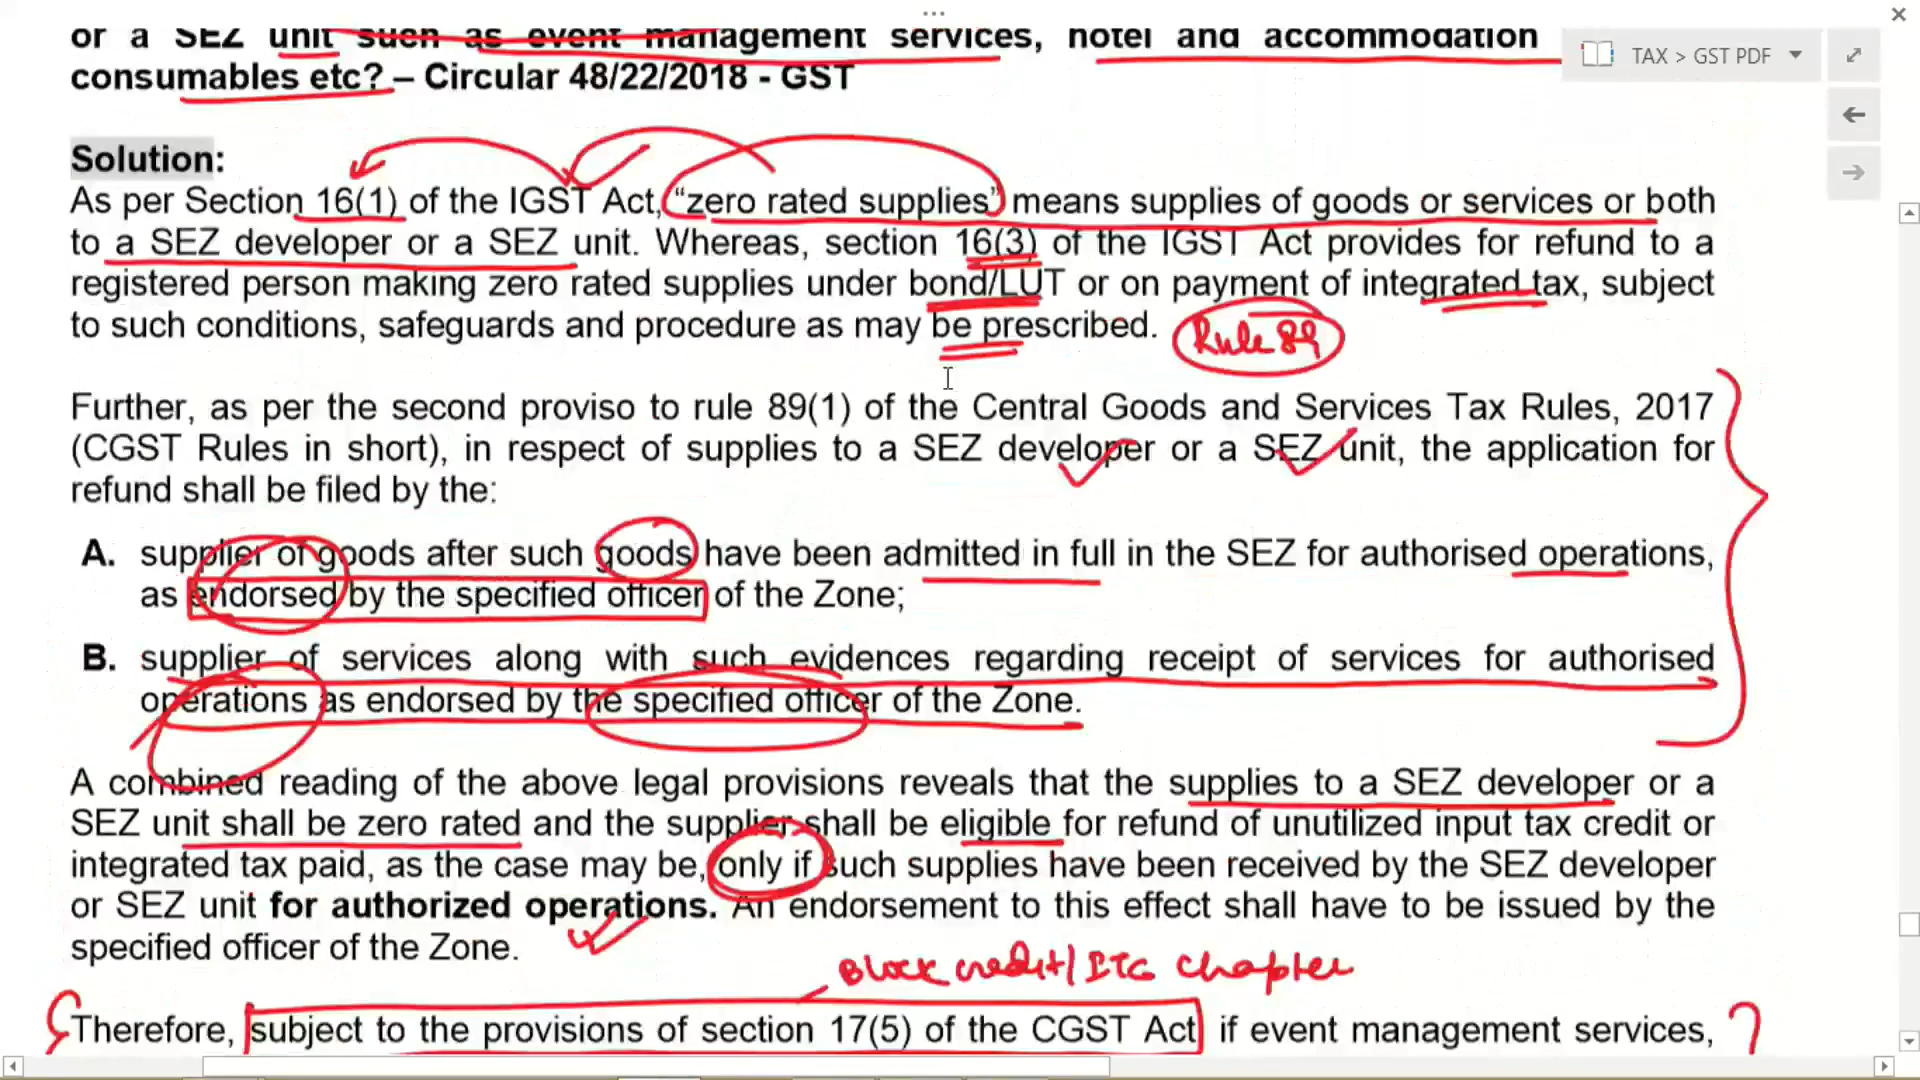 or a SEZ unit such as event management services, hotel and accommodation
consumables etc? – Circular 48/22/2018 - GST
TAX > GST PDF
Solution:
As per Section 16(1) of the IGST Act, “zero rated supplies” means supplies of goods or services or both
to a SEZ developer or a SEZ unit. Whereas, section 16(3) of the IGST Act provides for refund to a
registered person making zero rated supplies under bond/LUT or on payment of integrated tax, subject
to such conditions, safeguards and procedure as may be prescribed.
Rule 89
Further, as per the second proviso to rule 89(1) of the Central Goods and Services Tax Rules, 2017
(CGST Rules in short), in respect of supplies to a SEZ developer or a SEZ unit, the application for
refund shall be filed by the:
A. supplier of goods after such goods have been admitted in full in the SEZ for authorised operations,
as endorsed by the specified officer of the Zone;
B. supplier of services along with such evidences regarding receipt of services for authorised
operations as endorsed by the specified officer of the Zone.
A combined reading of the above legal provisions reveals that the supplies to a SEZ developer or a
SEZ unit shall be zero rated and the supplier shall be eligible for refund of unutilized input tax credit or
integrated tax paid, as the case may be, only if such supplies have been received by the SEZ developer
or SEZ unit for authorized operations. An endorsement to this effect shall have to be issued by the
specified officer of the Zone.
Block credit/ ITC chapter
Therefore, subject to the provisions of section 17(5) of the CGST Act if event management services,